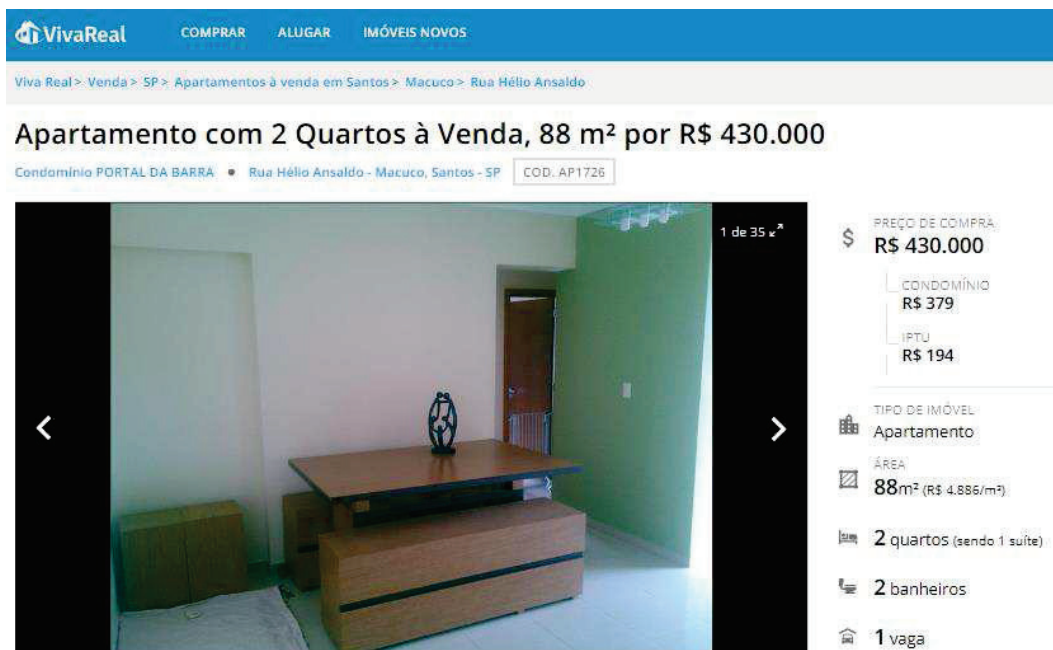 VivaReal COMPRAR ALUGAR IMÓVEIS NOVOS
Viva Real > Venda > SP > Apartamentos à venda em Santos > Macuco > Rua Hélio Ansaldo
Apartamento com 2 Quartos à Venda, 88 m² por R$ 430.000
Condomínio PORTAL DA BARRA • Rua Hélio Ansaldo - Macuco, Santos - SP COD. AP1726
1 de 35
PREÇO DE COMPRA
R$ 430.000
CONDOMÍNIO
R$ 379
IPTU
R$ 194
TIPO DE IMÓVEL
Apartamento
ÁREA
88m² (R$ 4.886/m²)
2 quartos (sendo 1 suíte)
2 banheiros
1 vaga